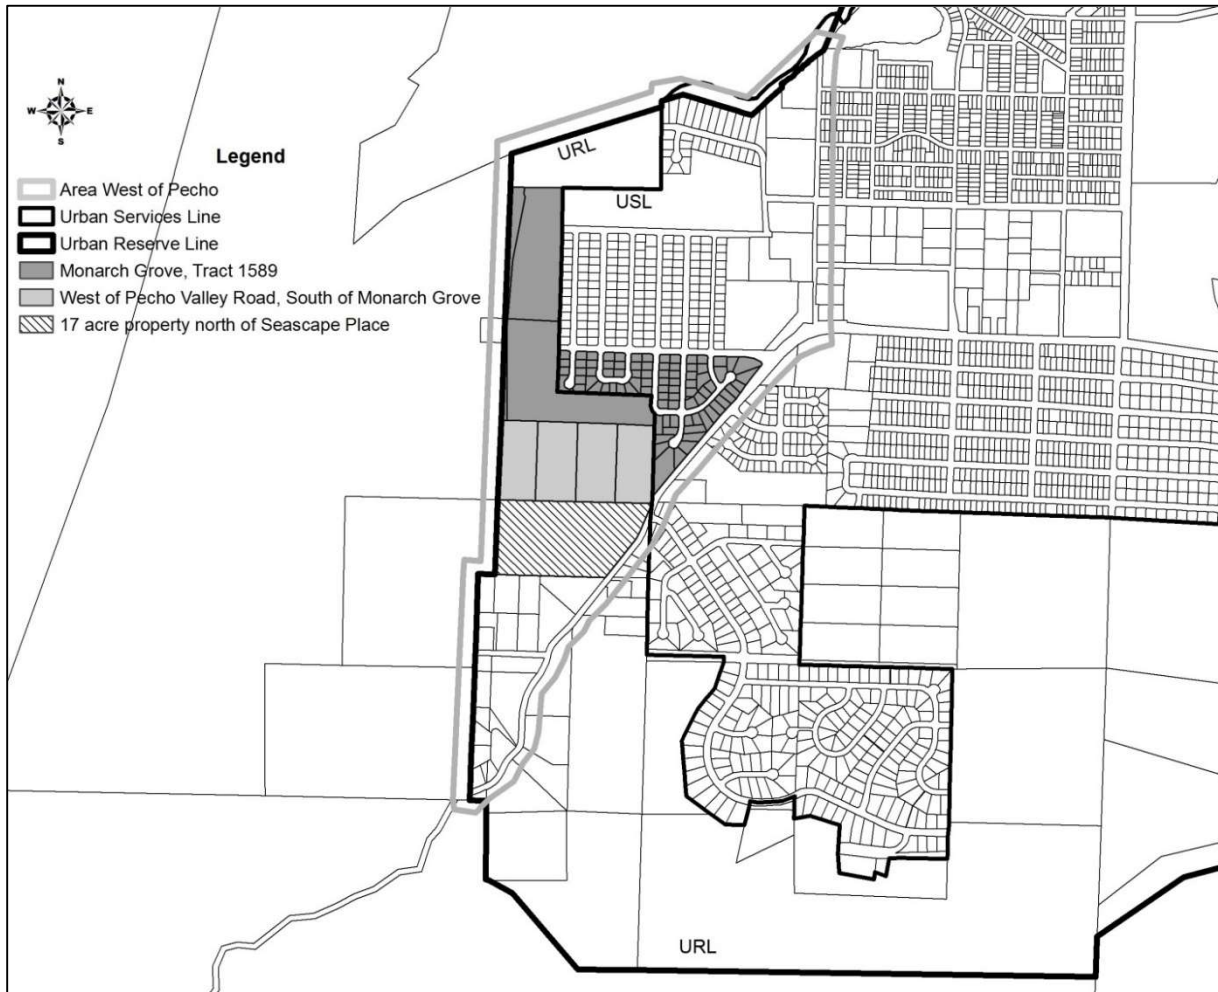 N
W E
S
Legend
Area West of Pecho
Urban Services Line
Urban Reserve Line
Monarch Grove, Tract 1589
West of Pecho Valley Road, South of Monarch Grove
17 acre property north of Seascape Place
URL
USL
URL